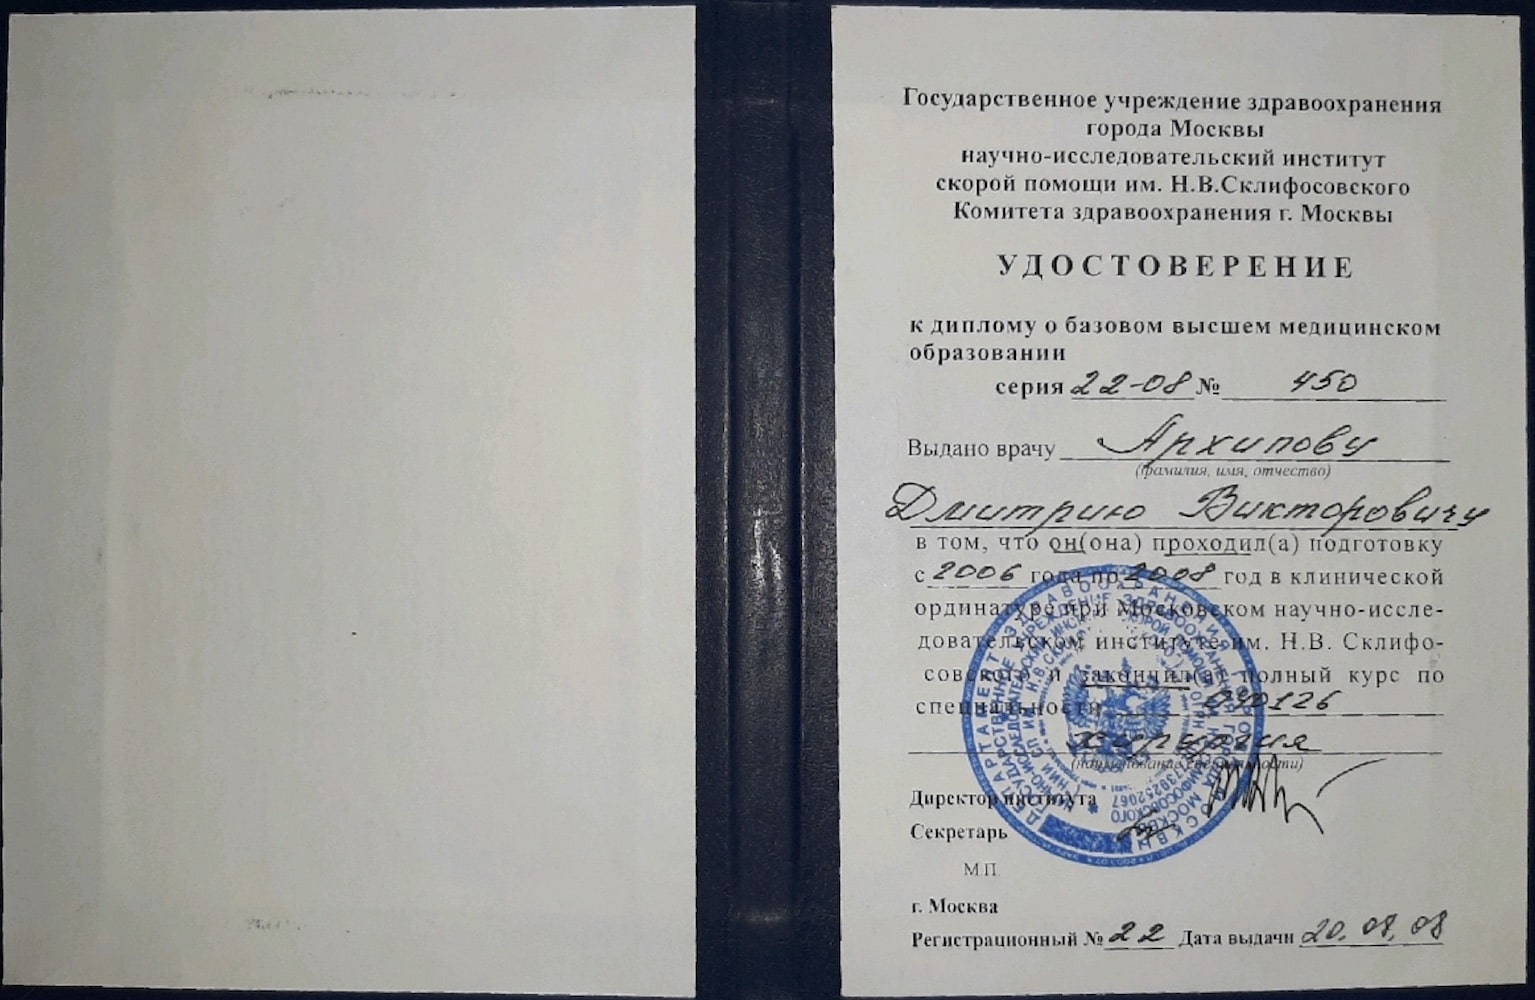 Государственное учреждение здравоохранения
города Москвы
научно-исследовательский институт
скорой помощи им. Н.В.Склифосовского
Комитета здравоохранения г. Москвы
УДОСТОВЕРЕНИЕ
к диплому о базовом высшем медицинском
образовании
серия 22-08 № 450
Выдано врачу Архипову
(фамилия, имя, отчество)
Дмитрию Викторовичу
в том, что он(она) проходил(а) подготовку
с 2006 года по 2008 год в клинической
ординатуре при Московском научно-иссле-
довательском институте им. Н.В. Склифо-
совского и закончил(а) полный курс по
специальности 040126
хирургия
(наименование специальности)
Директор института
Секретарь
М.П.
г. Москва
Регистрационный № 22 Дата выдачи 20.08.08
ДЕПАРТАМЕНТ ЗДРАВООХРАНЕНИЯ ГОРОДА МОСКВЫ